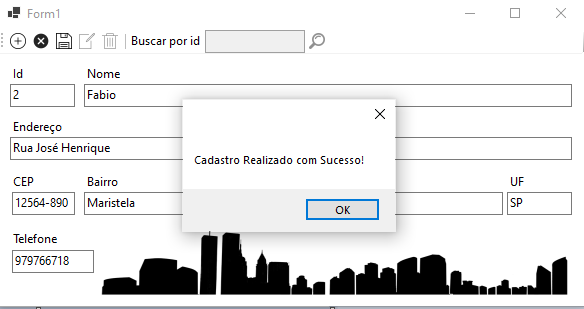 Form1
Buscar por id
Id Nome
2 Fabio
Endereço
Rua José Henrique
Cadastro Realizado com Sucesso!
CEP Bairro UF
12564-890 Maristela SP
OK
Telefone
979766718